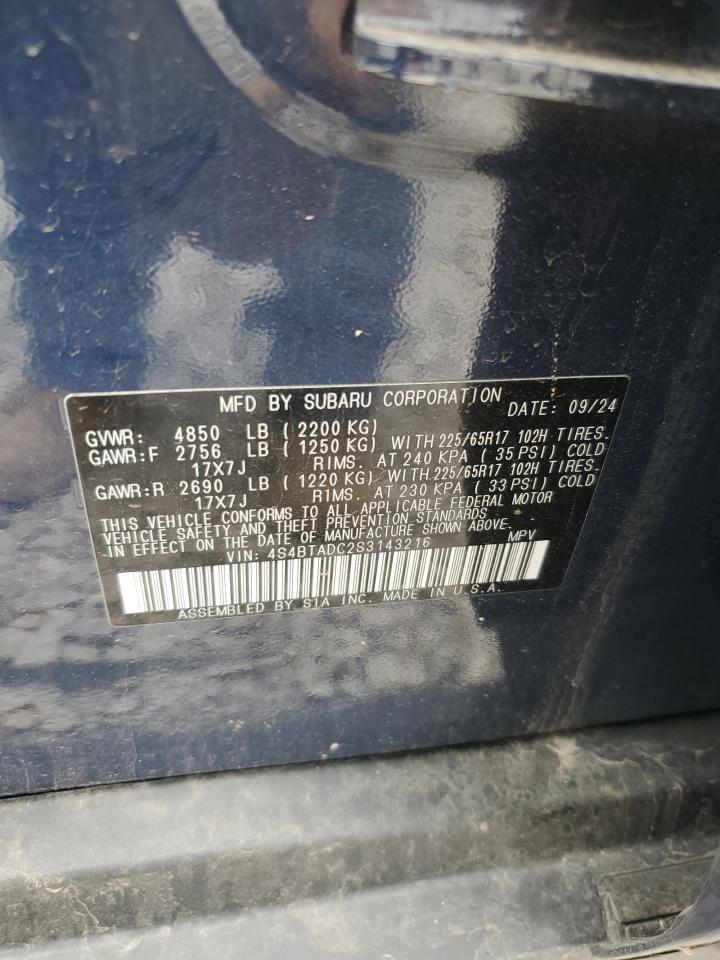 MFD BY SUBARU CORPORATION DATE: 09/24
GVWR: 4850 LB (2200 KG)
GAWR:F 2756 LB (1250 KG) WITH 225/65R17 102H TIRES.
17X7J RIMS. AT 240 KPA (35 PSI) COLD
GAWR:R 2690 LB (1220 KG) WITH 225/65R17 102H TIRES.
17X7J RIMS. AT 230 KPA (33 PSI) COLD
THIS VEHICLE CONFORMS TO ALL APPLICABLE FEDERAL MOTOR
VEHICLE SAFETY AND THEFT PREVENTION STANDARDS
IN EFFECT ON THE DATE OF MANUFACTURE SHOWN ABOVE.
VIN: 4S4BTADC2S3143216 MPV
ASSEMBLED BY SIA INC. MADE IN U.S.A.